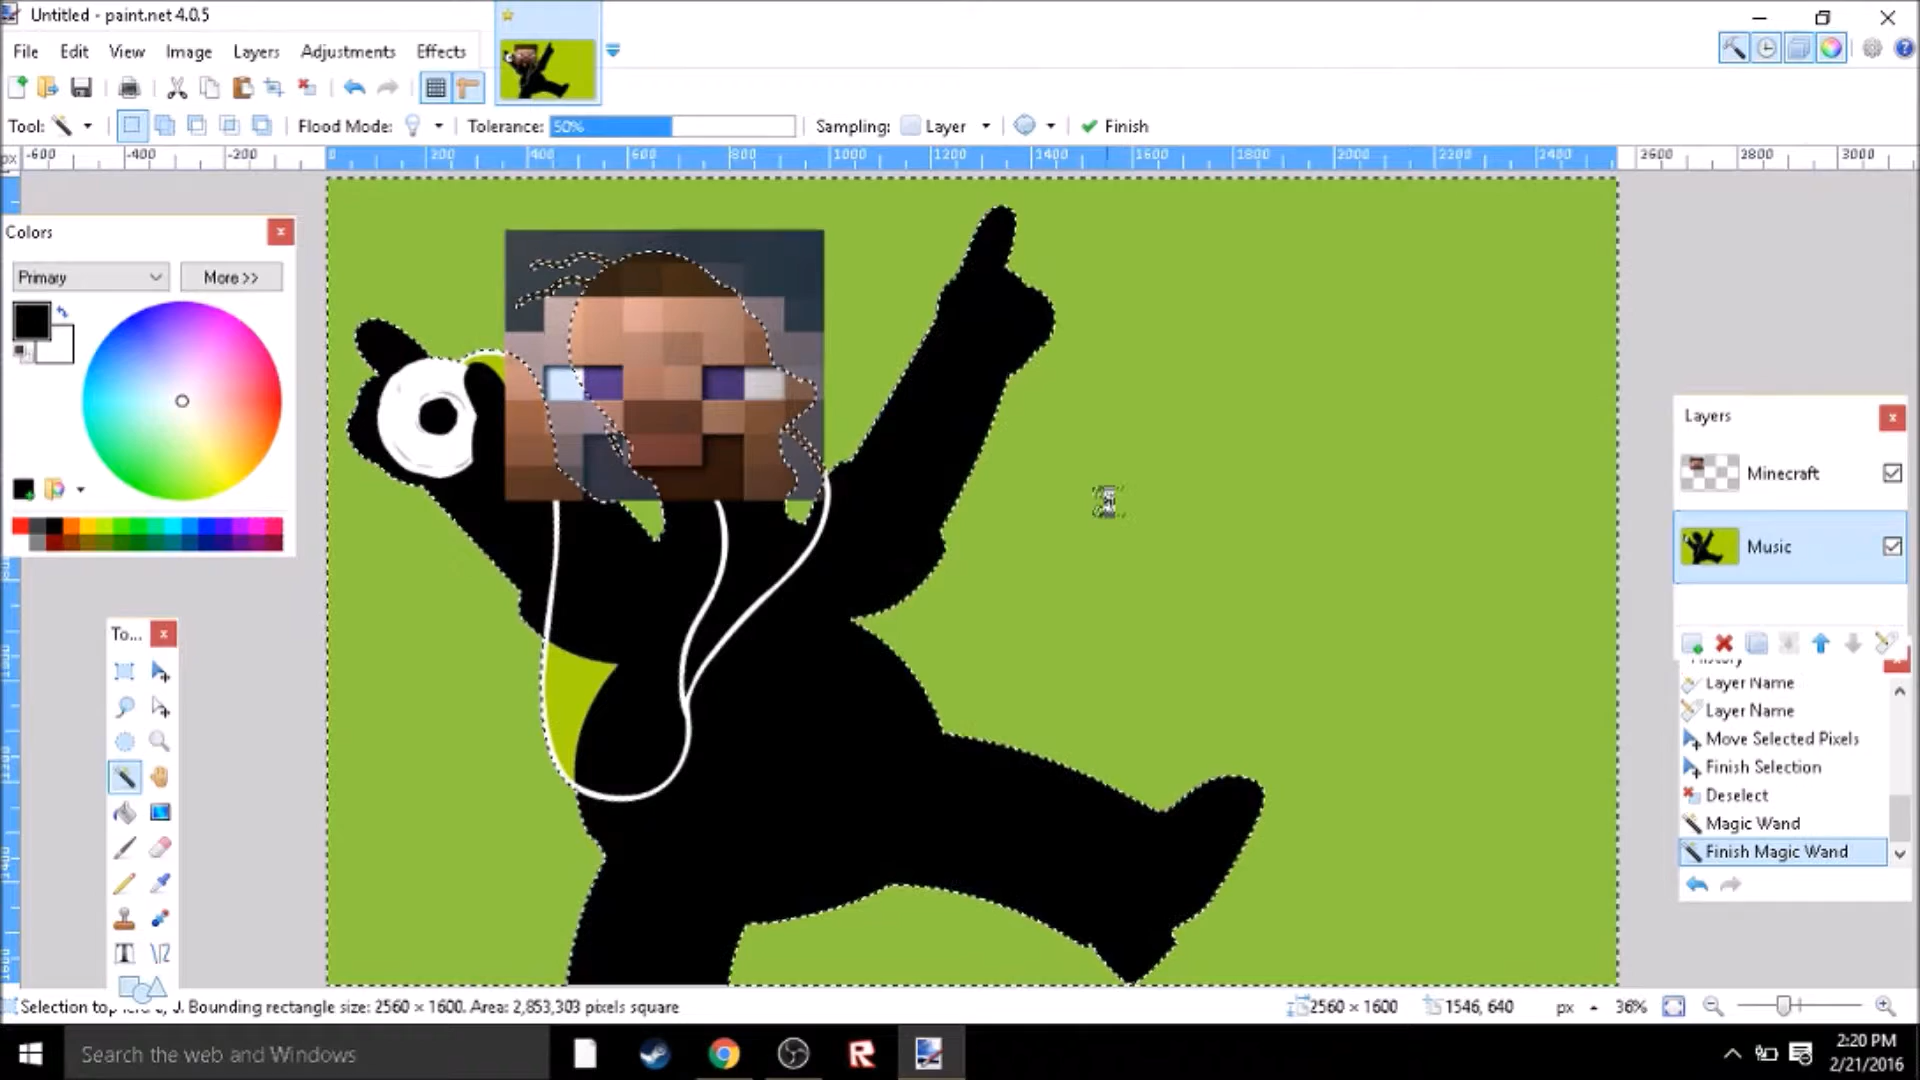 Untitled - paint.net 4.0.5
File Edit View Image Layers Adjustments Effects
Tool: Flood Mode: Tolerance: 50% Sampling: Layer Finish
px -600 -400 -200 0 200 400 600 800 1000 1200 1400 1600 1800 2000 2200 2400 2600 2800 3000
Colors
Primary More >>
Layers
Minecraft
Music
To...
Layer Name
Layer Name
Move Selected Pixels
Finish Selection
Deselect
Magic Wand
Finish Magic Wand
Bounding rectangle size: 2560 × 1600. Area: 2,853,303 pixels square 2560 × 1600 1546, 640 px 36%
Search the web and Windows
2:20 PM
2/21/2016